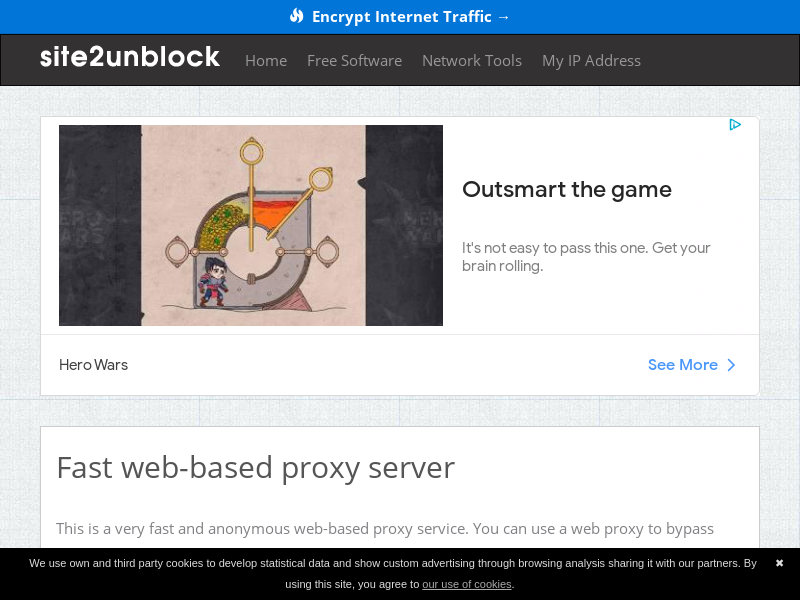 Encrypt Internet Traffic →
site2unblock Home Free Software Network Tools My IP Address
Outsmart the game
It's not easy to pass this one. Get your
brain rolling.
Hero Wars
See More
Fast web-based proxy server
This is a very fast and anonymous web-based proxy service. You can use a web proxy to bypass
We use own and third party cookies to develop statistical data and show custom advertising through browsing analysis sharing it with our partners. By ✖
using this site, you agree to our use of cookies.